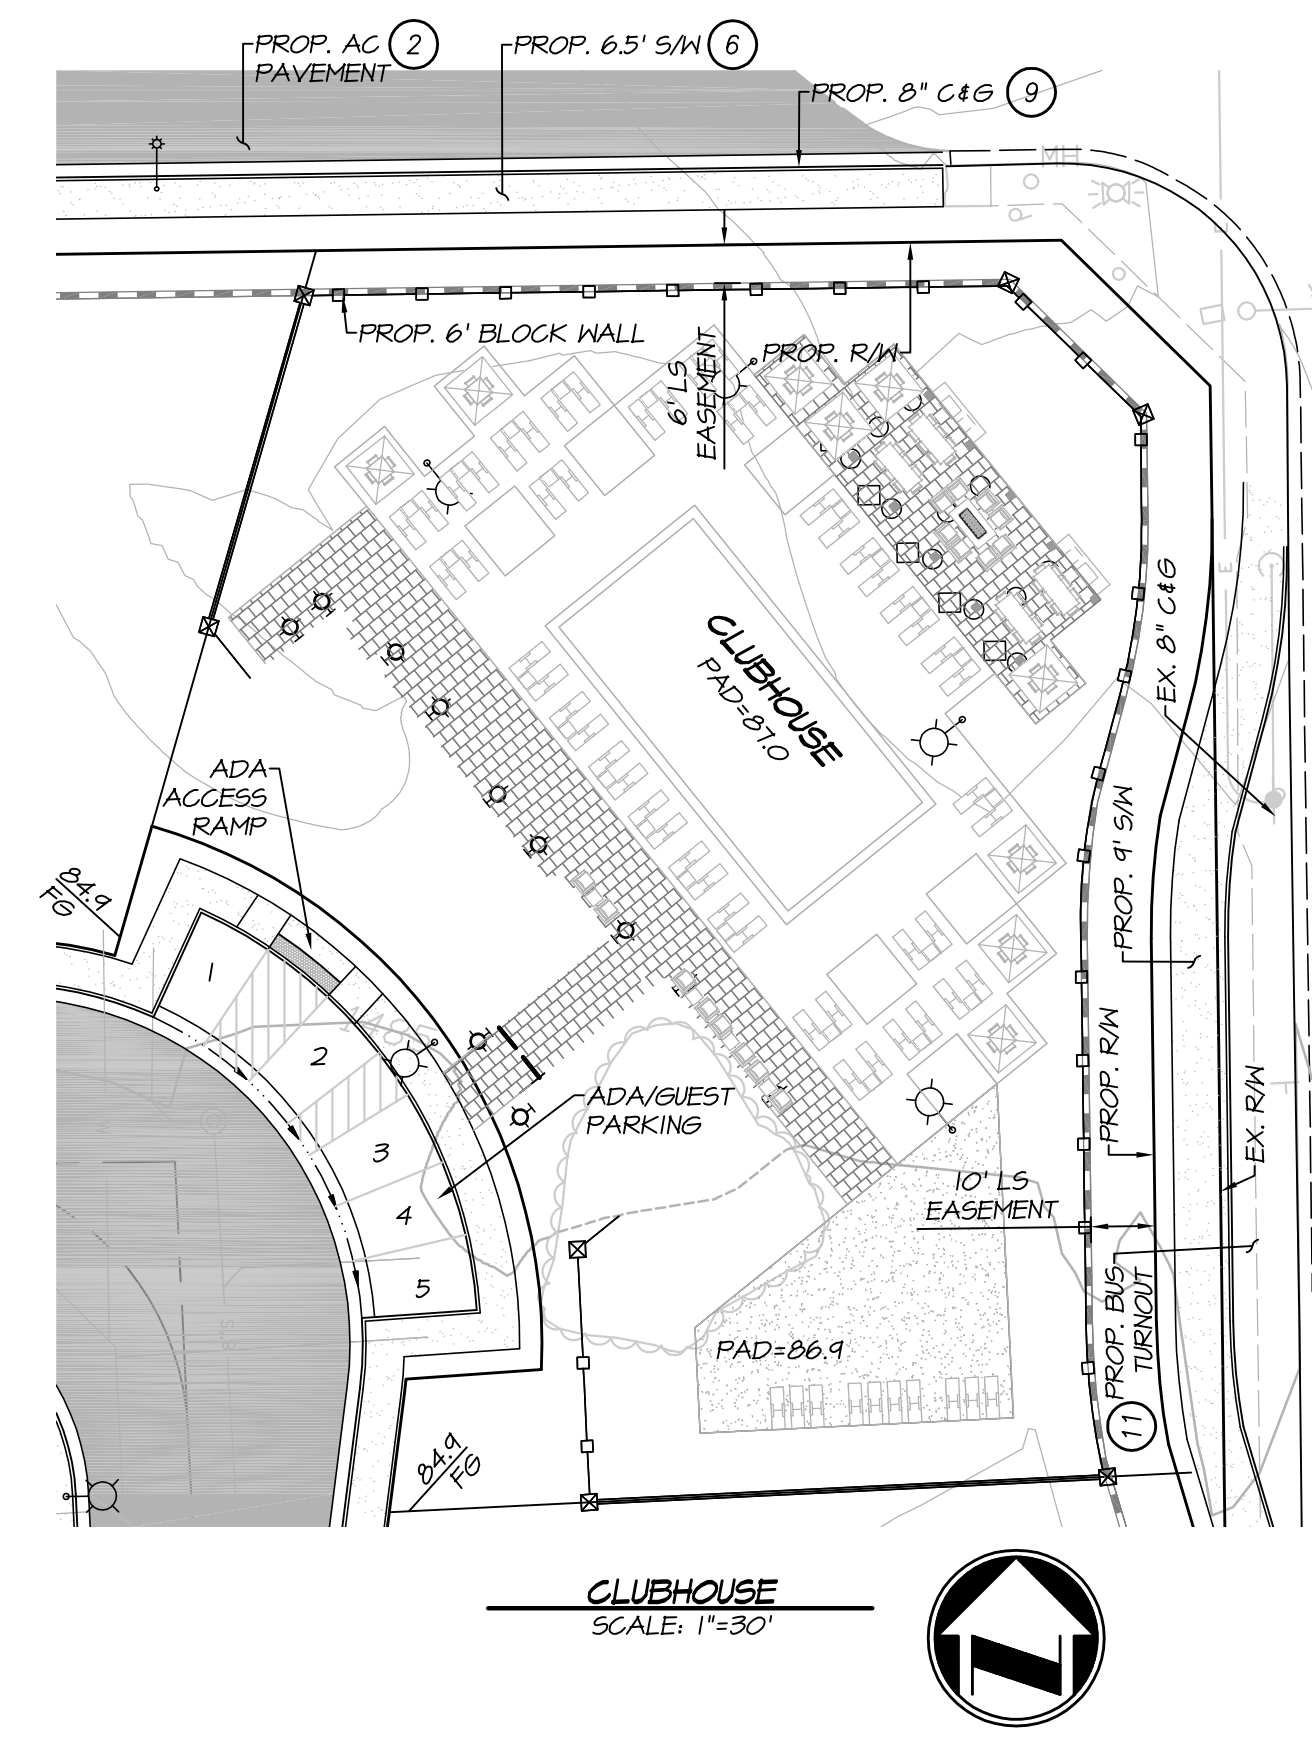 PROP. AC 2
PAVEMENT
PROP. 6.5' S/W 6
PROP. 8" C&G 9
MH
PROP. 6' BLOCK WALL
6' LS
EASEMENT
PROP. R/W
E
E
EX. 8" C&G
CLUBHOUSE
PAD=87.0
ADA
ACCESS
RAMP
84.9
FG
PROP. 9' S/W
1
2
3
4
5
1485
ADA/GUEST
PARKING
PROP. R/W
EX. R/W
10' LS
EASEMENT
PROP. BUS
TURNOUT
11
PAD=86.9
84.9
FG
CLUBHOUSE
SCALE: 1"=30'
N